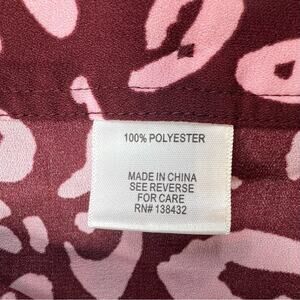 100% POLYESTER
MADE IN CHINA
SEE REVERSE
FOR CARE
RN# 138432